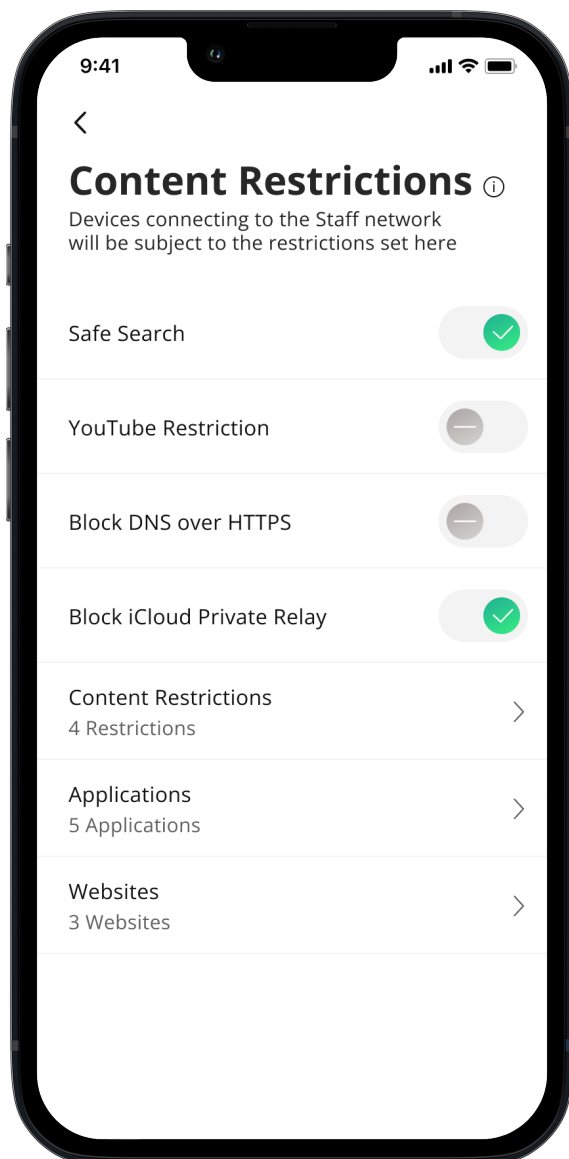 9:41
Content Restrictions
Devices connecting to the Staff network
will be subject to the restrictions set here
Safe Search
YouTube Restriction
Block DNS over HTTPS
Block iCloud Private Relay
Content Restrictions
4 Restrictions
Applications
5 Applications
Websites
3 Websites